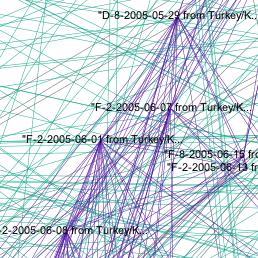 "D-8-2005-05-29 from Turkey/K...
"F-2-2005-06-07 from Turkey/K...
"F-2-2005-06-01 from Turkey/K...
"F-8-2005-06-15 fro
"F-2-2005-06-13 fr
-2-2005-06-08 from Turkey/K...